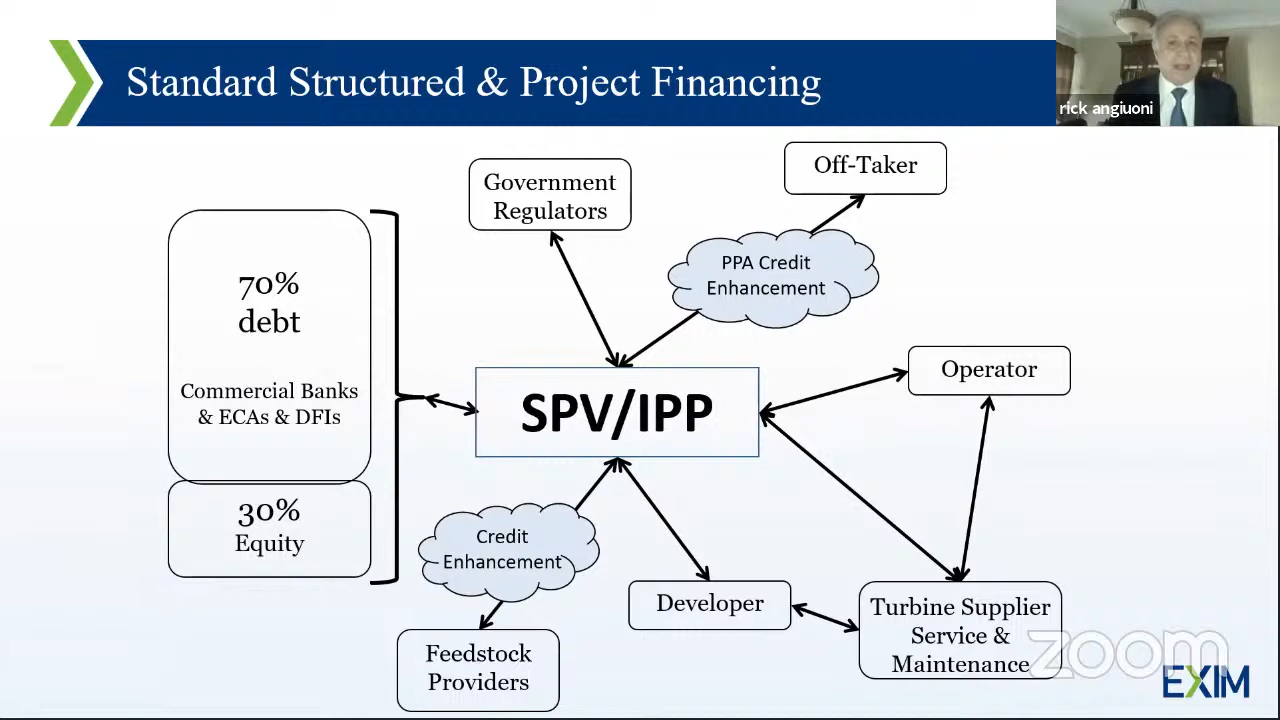 Standard Structured & Project Financing
rick angiuoni
Off-Taker
Government
Regulators
PPA Credit
Enhancement
70%
debt
Commercial Banks
& ECAs & DFIs
30%
Equity
SPV/IPP
Operator
Credit
Enhancement
Developer
Turbine Supplier
Service &
Maintenance
Feedstock
Providers
zoom
EXIM